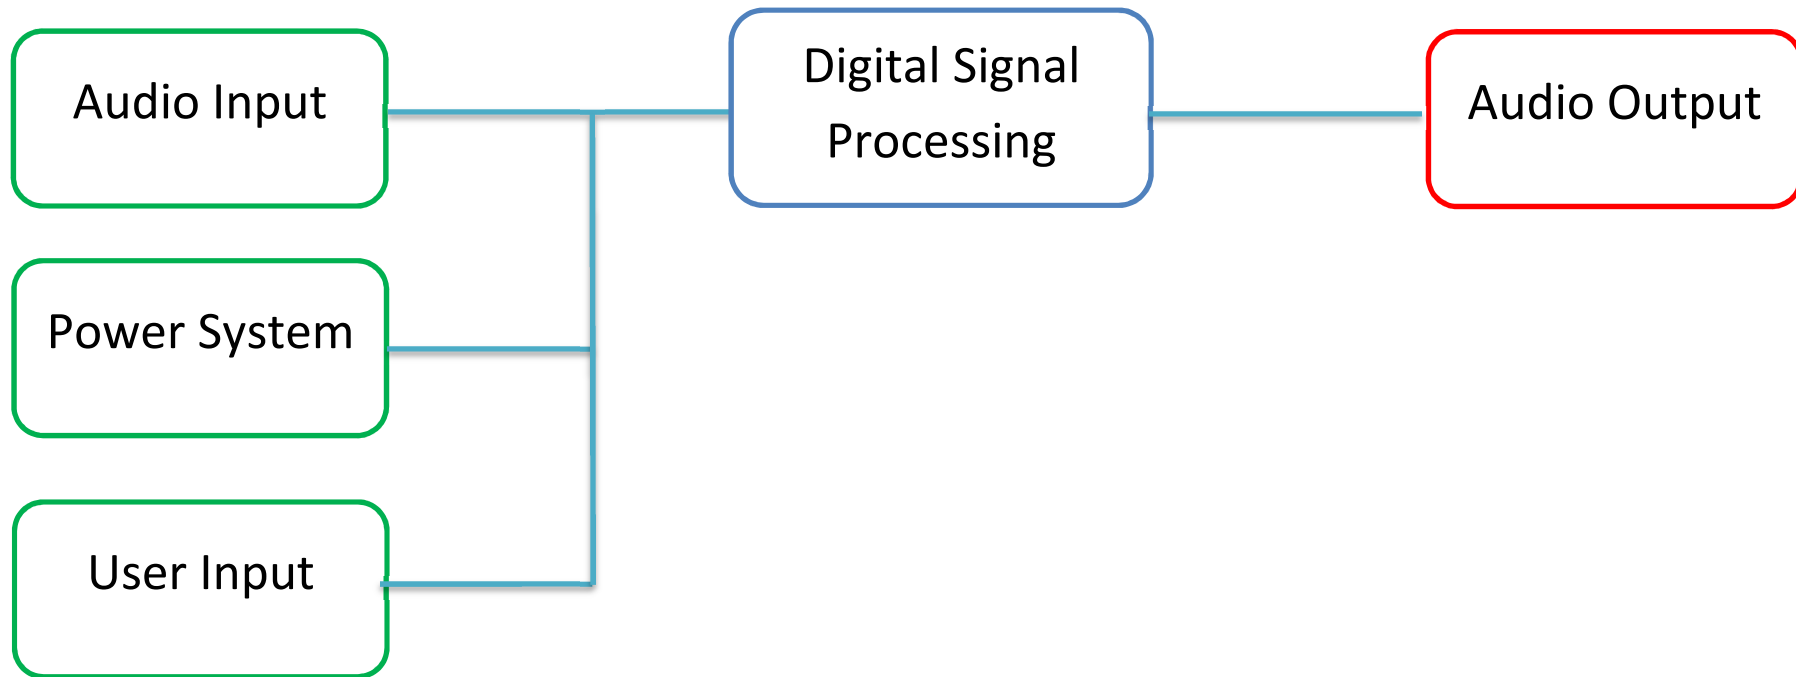 Audio Input
Digital Signal
Processing
Audio Output
Power System
User Input